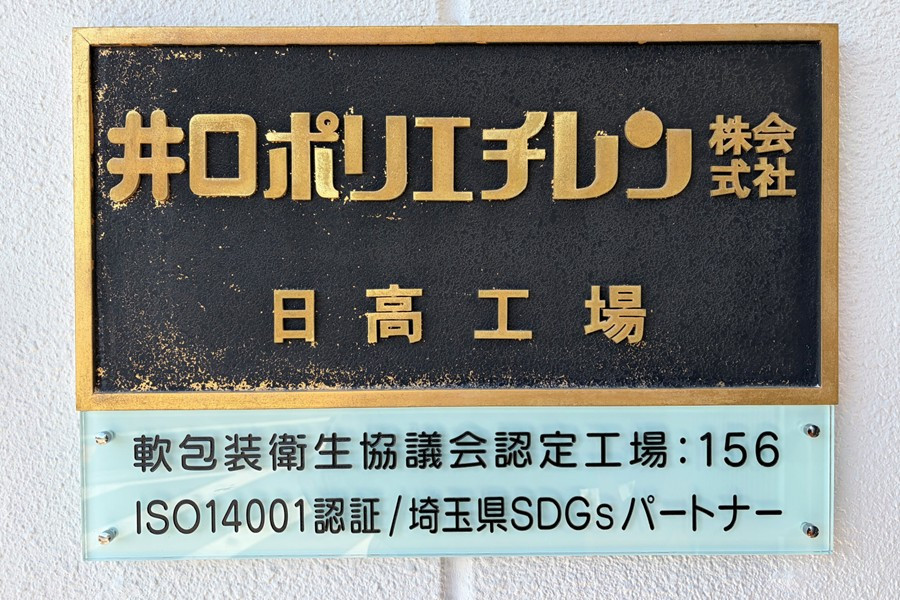 井口ポリエチレン株式会社
日高工場
軟包装衛生協議会認定工場:156
ISO14001認証/埼玉県SDGsパートナー